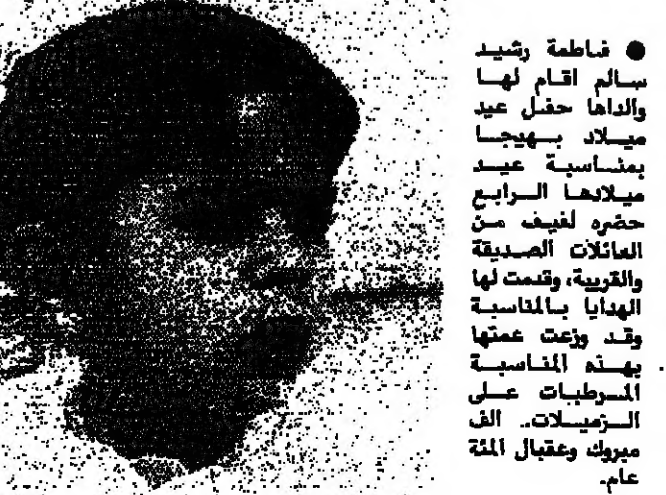 ● فاطمة رشيد
سالم اقام لها
والداها حفل عيد
ميلاد بهيجا
بمناسبة عيد
ميلادها الرابع
حضره لفيف من
العائلات الصديقة
والقريبة، وقدمت لها
الهدايا بالمناسبة
وقد وزعت عمتها
بهذه المناسبة
المرطبات على
الزميلات.. الف
مبروك وعقبال المئة
عام.